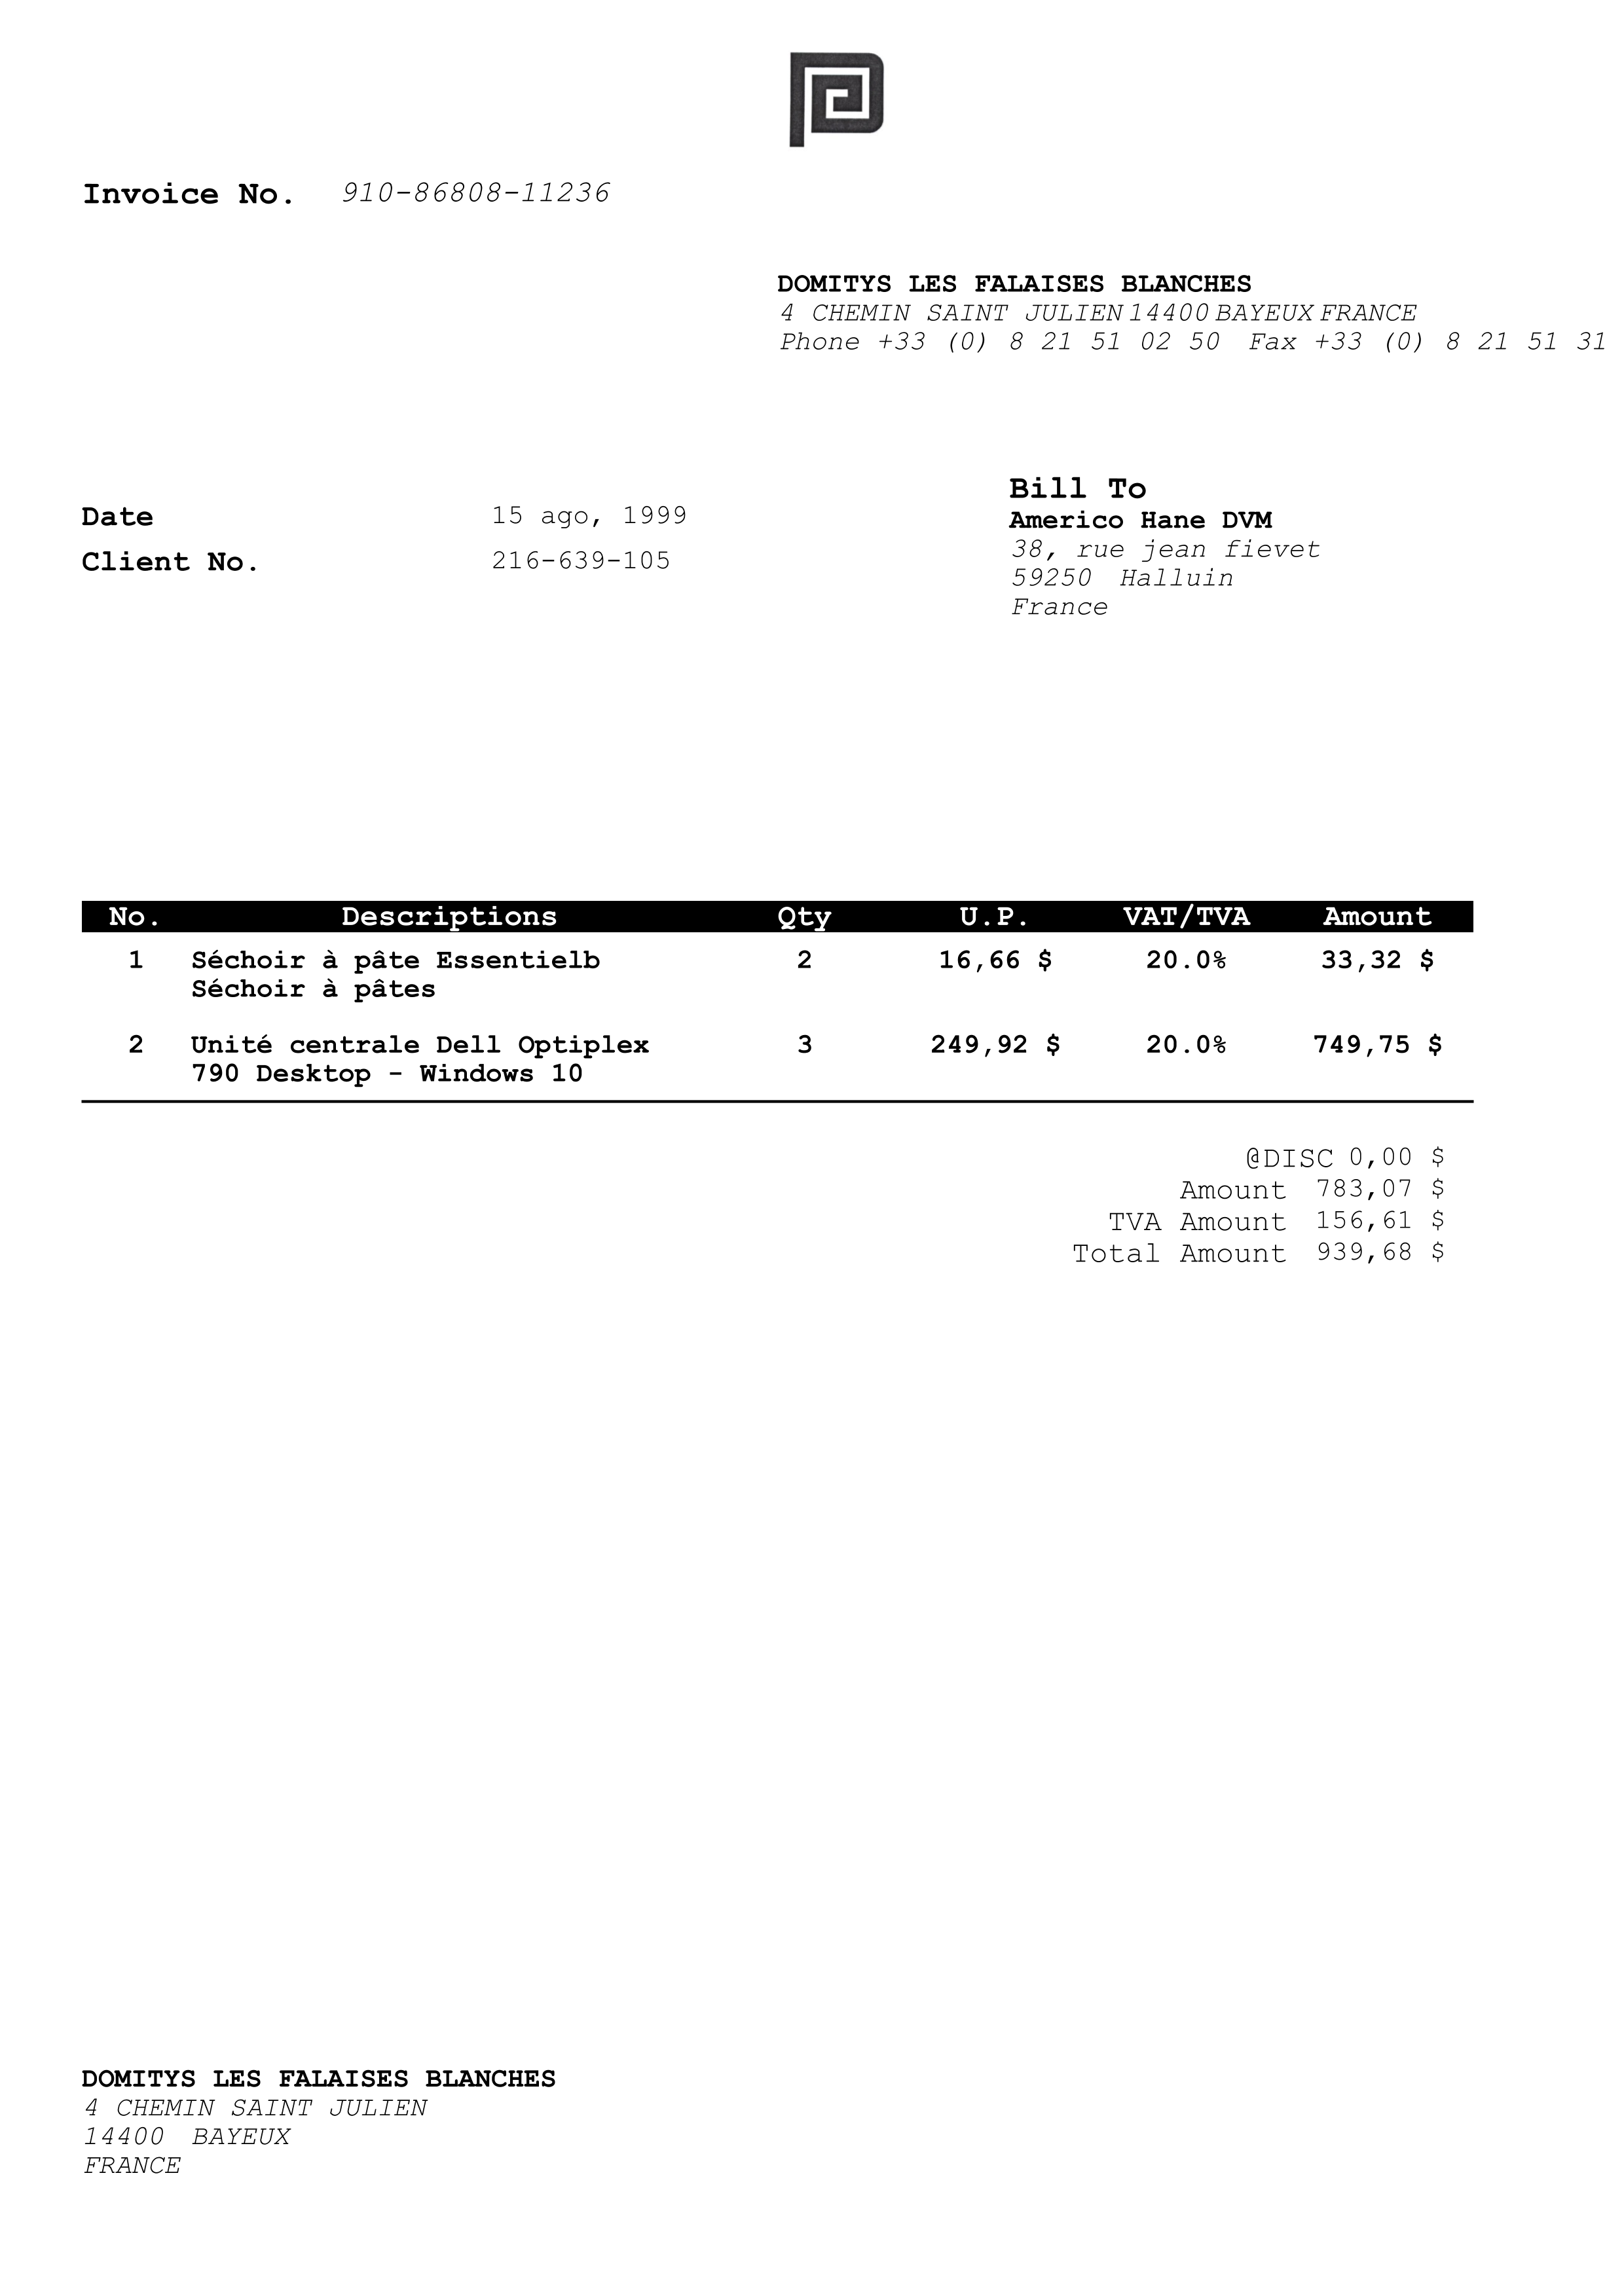 Invoice No. 910-86808-11236
DOMITYS LES FALAISES BLANCHES
4 CHEMIN SAINT JULIEN 14400 BAYEUX FRANCE
Phone +33 (0) 8 21 51 02 50 Fax +33 (0) 8 21 51 31
Bill To
Date 15 ago, 1999
Americo Hane DVM
38, rue jean fievet
Client No. 216-639-105
59250 Halluin
France
No. Descriptions Qty U.P. VAT/TVA Amount
1 Séchoir à pâte Essentielb 2 16,66 $ 20.0% 33,32 $
Séchoir à pâtes
2 Unité centrale Dell Optiplex 3 249,92 $ 20.0% 749,75 $
790 Desktop - Windows 10
@DISC 0,00 $
Amount 783,07 $
TVA Amount 156,61 $
Total Amount 939,68 $
DOMITYS LES FALAISES BLANCHES
4 CHEMIN SAINT JULIEN
14400 BAYEUX
FRANCE